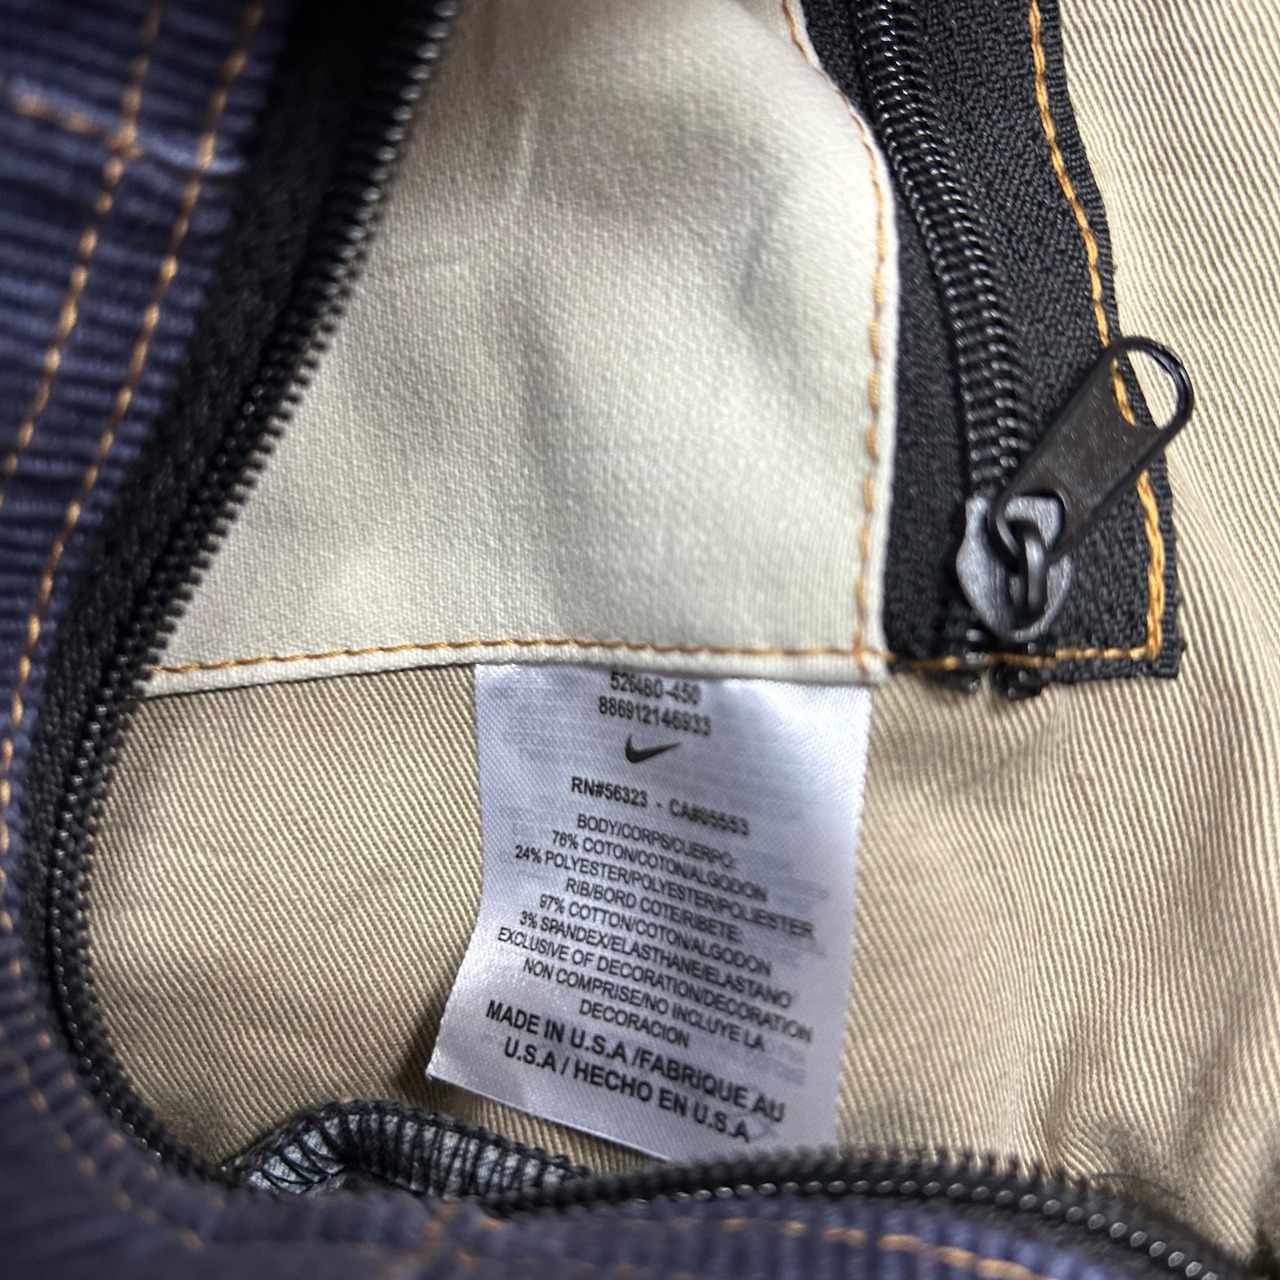 526460-450
886912146933
RN#56323 - CA#05553
BODY/CORPS/CUERPO:
76% COTON/COTON/ALGODON
24% POLYESTER/POLYESTER/POLIESTER
RIB/BORD COTE/RIBETE:
97% COTTON/COTON/ALGODON
3% SPANDEX/ELASTHANE/ELASTANO
EXCLUSIVE OF DECORATION/DECORATION
NON COMPRISE/NO INCLUYE LA
DECORACION
MADE IN U.S.A /FABRIQUE AU
U.S.A / HECHO EN U.S.A